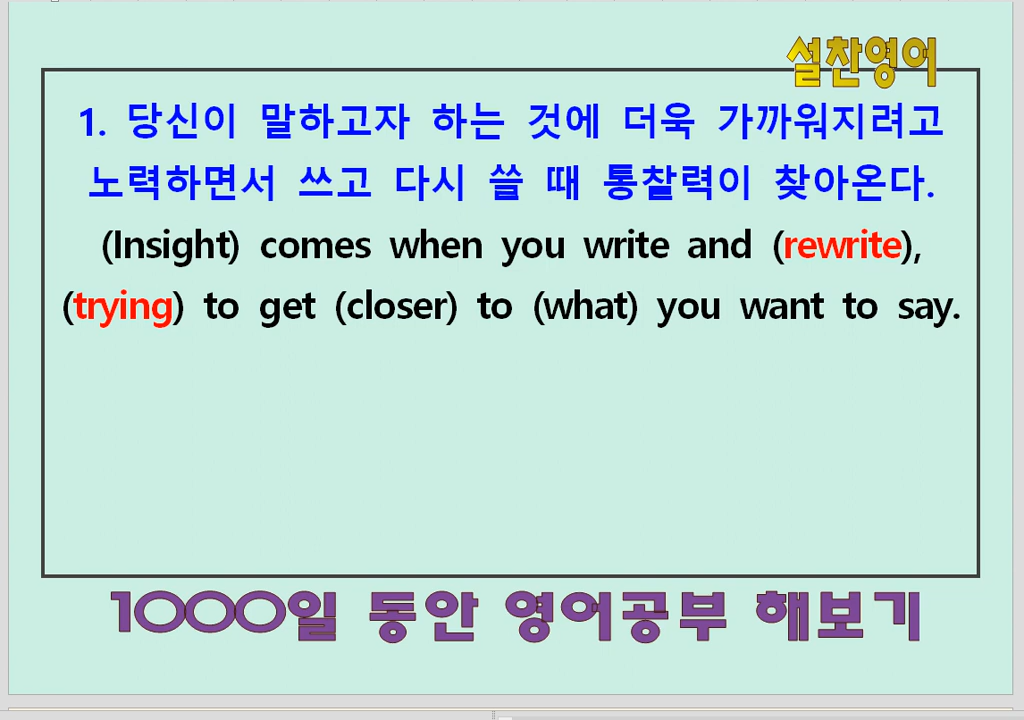 설찬영어
1. 당신이 말하고자 하는 것에 더욱 가까워지려고
노력하면서 쓰고 다시 쓸 때 통찰력이 찾아온다.
(Insight) comes when you write and (rewrite),
(trying) to get (closer) to (what) you want to say.
1000일 동안 영어공부 해보기